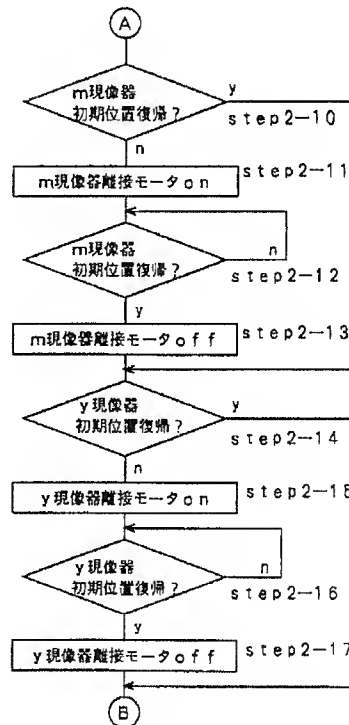 A
m現像器
初期位置復帰?
y
step2-10
n
m現像器離接モータon
step2-11
m現像器
初期位置復帰?
n
step2-12
y
m現像器離接モータoff
step2-13
y現像器
初期位置復帰?
y
step2-14
n
y現像器離接モータon
step2-15
y現像器
初期位置復帰?
n
step2-16
y
y現像器離接モータoff
step2-17
B